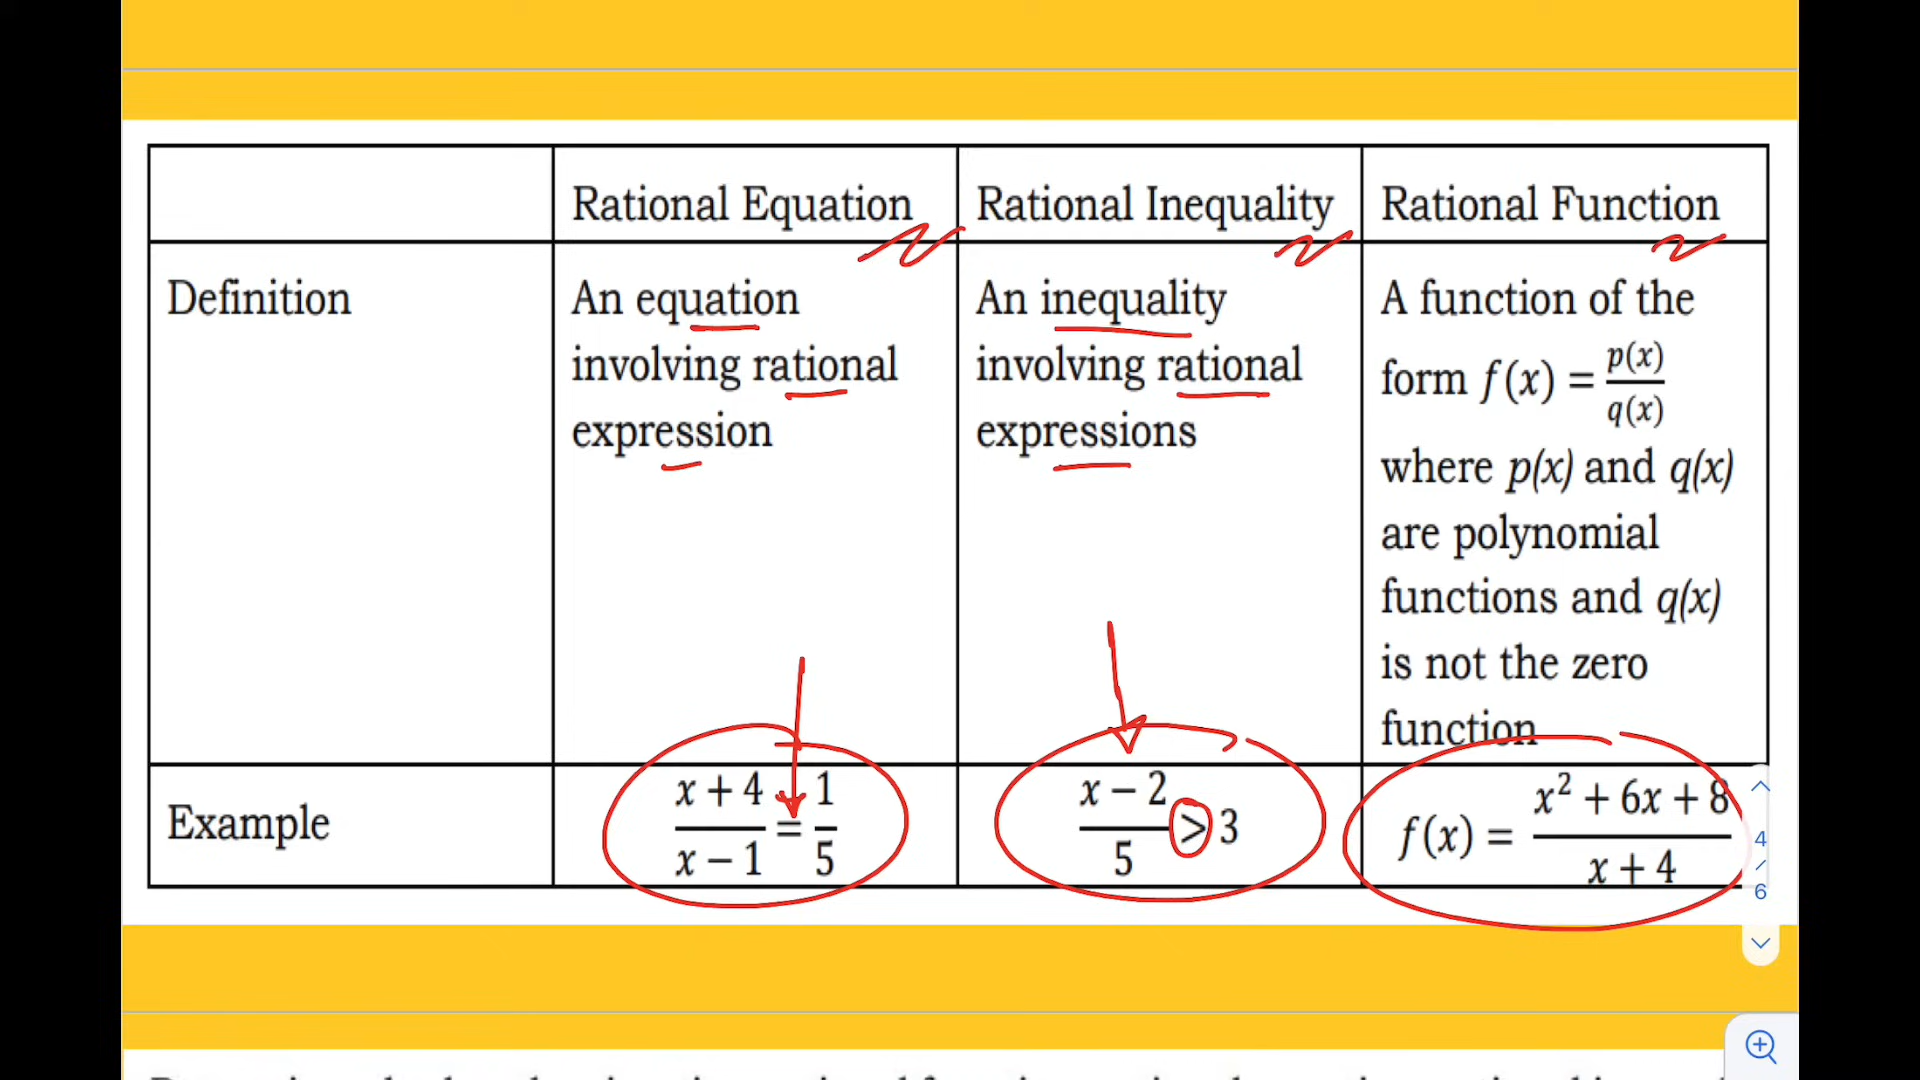 Rational Equation
Rational Inequality
Rational Function
Definition
An equation
involving rational
expression
An inequality
involving rational
expressions
A function of the
form f(x) = p(x)/q(x)
where p(x) and q(x)
are polynomial
functions and q(x)
is not the zero
function
Example
x + 4 / x − 1 = 1/5
x − 2 / 5 > 3
f(x) = x² + 6x + 8 / x + 4
4
/
6